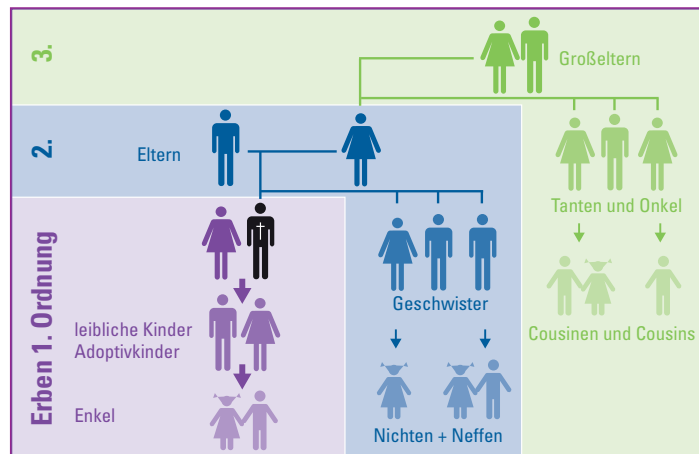 3.
Großeltern
2.
Eltern
Tanten und Onkel
Erben 1. Ordnung
Geschwister
leibliche Kinder
Adoptivkinder
Cousinen und Cousins
Enkel
Nichten + Neffen